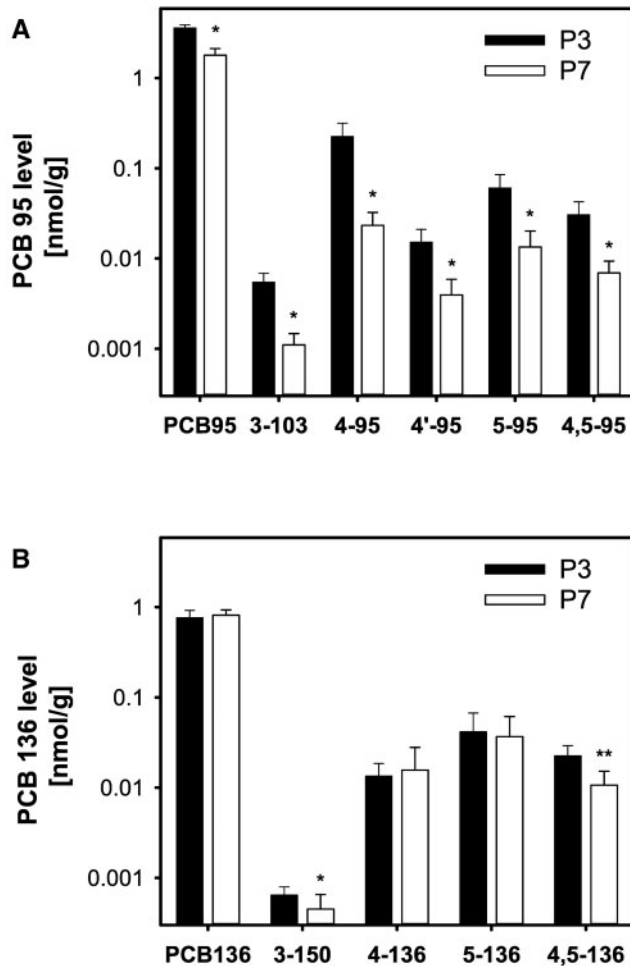 A
P3
P7
*
1
*
0.1
*
*
*
0.01
*
0.001
PCB 95 level
[nmol/g]
PCB95 3-103 4-95 4'-95 5-95 4,5-95
B
P3
P7
1
0.1
**
0.01
*
0.001
PCB 136 level
[nmol/g]
PCB136 3-150 4-136 5-136 4,5-136